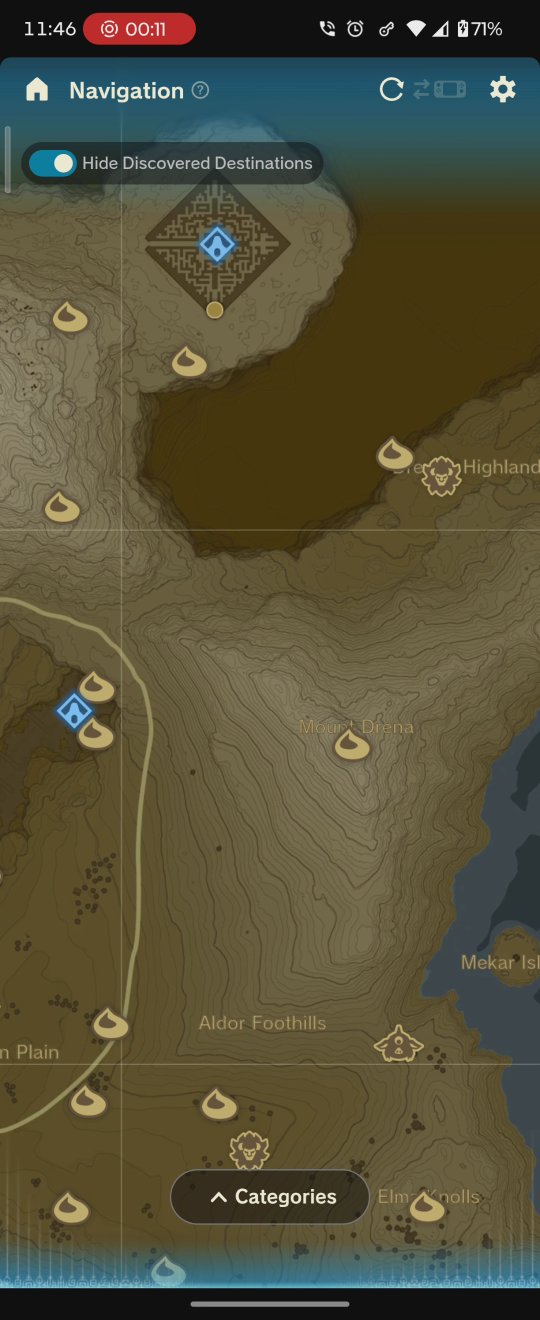 11:46 00:11 71%
Navigation
Hide Discovered Destinations
Highland
Mount Drena
Mekar Isl
Aldor Foothills
n Plain
Categories
Elma Knolls